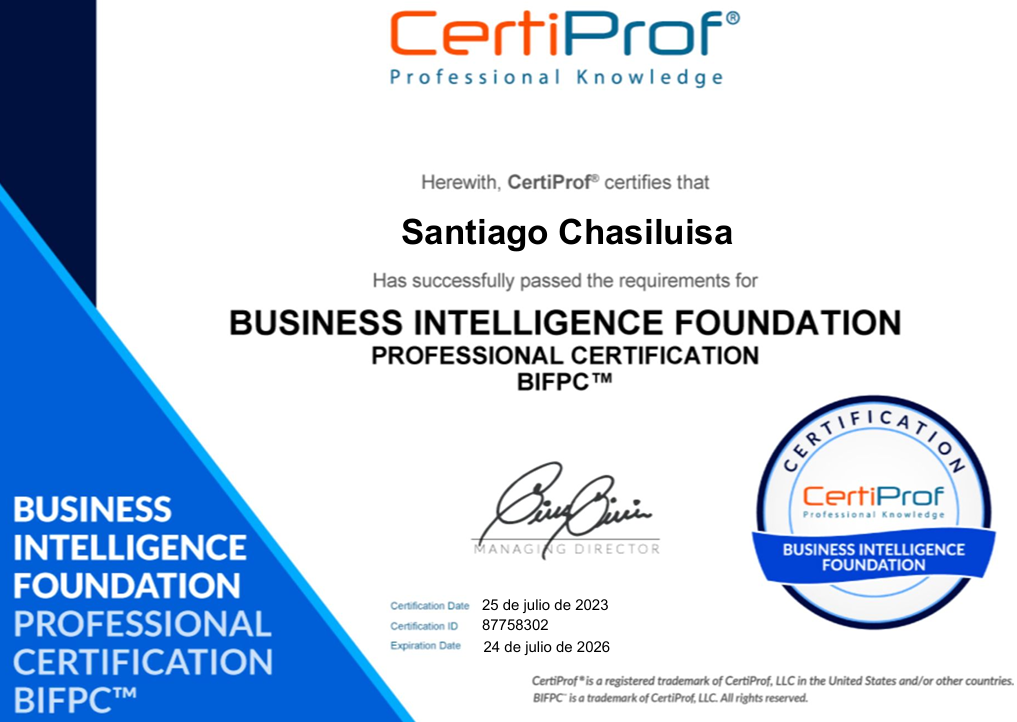 CertiProf®
Professional Knowledge
Herewith, CertiProf® certifies that
Santiago Chasiluisa
Has successfully passed the requirements for
BUSINESS INTELLIGENCE FOUNDATION
PROFESSIONAL CERTIFICATION
BIFPC™
BUSINESS
INTELLIGENCE
FOUNDATION
PROFESSIONAL
CERTIFICATION
BIFPC™
MANAGING DIRECTOR
Certification Date 25 de julio de 2023
Certification ID 87758302
Expiration Date 24 de julio de 2026
CERTIFICATION
CertiProf
Professional Knowledge
BUSINESS INTELLIGENCE
FOUNDATION
CertiProf® is a registered trademark of CertiProf, LLC in the United States and/or other countries.
BIFPC™ is a trademark of CertiProf, LLC. All rights reserved.